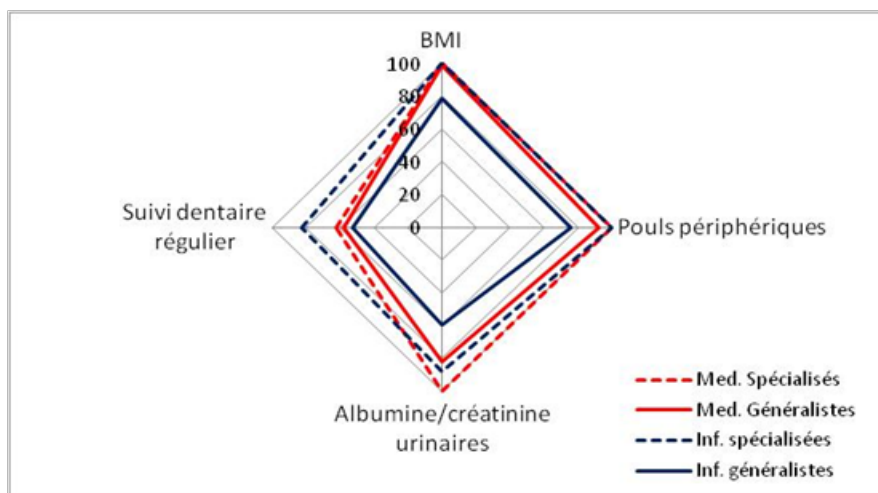 BMI
100
80
60
40
20
0
Suivi dentaire
régulier
Pouls périphériques
Albumine/créatinine
urinaires
Med. Spécialisés
Med. Généralistes
Inf. spécialisées
Inf. généralistes